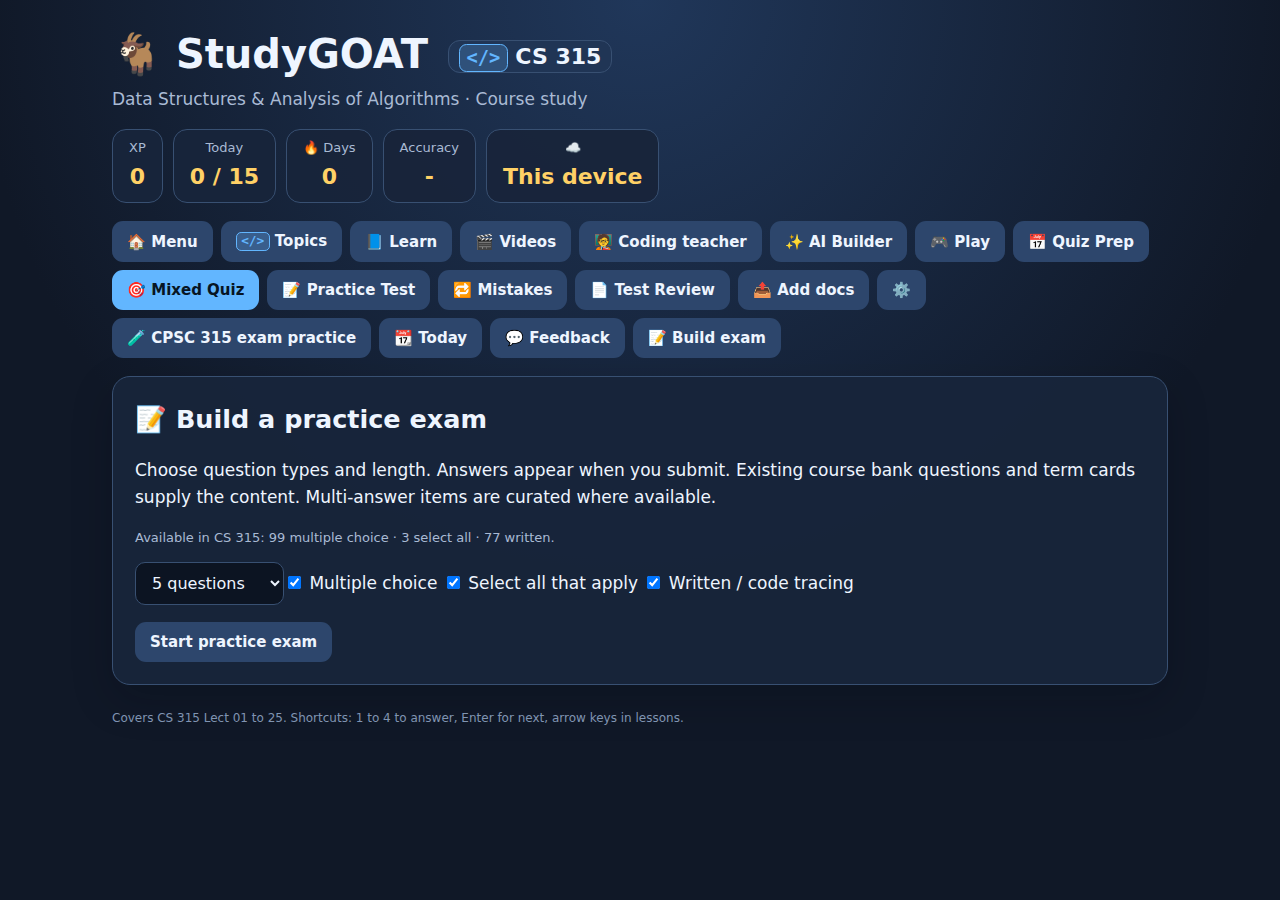 🐐 StudyGOAT </> CS 315
Data Structures & Analysis of Algorithms · Course study
XP
0
Today
0 / 15
🔥 Days
0
Accuracy
-
☁️
This device
🏠 Menu
</> Topics
📘 Learn
🎬 Videos
🧑‍🏫 Coding teacher
✨ AI Builder
🎮 Play
📅 Quiz Prep
🎯 Mixed Quiz
📝 Practice Test
🔁 Mistakes
📄 Test Review
📤 Add docs
⚙️
🧪 CPSC 315 exam practice
📆 Today
💬 Feedback
📝 Build exam
📝 Build a practice exam
Choose question types and length. Answers appear when you submit. Existing course bank questions and term cards
supply the content. Multi-answer items are curated where available.
Available in CS 315: 99 multiple choice · 3 select all · 77 written.
5 questions
Multiple choice
Select all that apply
Written / code tracing
Start practice exam
Covers CS 315 Lect 01 to 25. Shortcuts: 1 to 4 to answer, Enter for next, arrow keys in lessons.